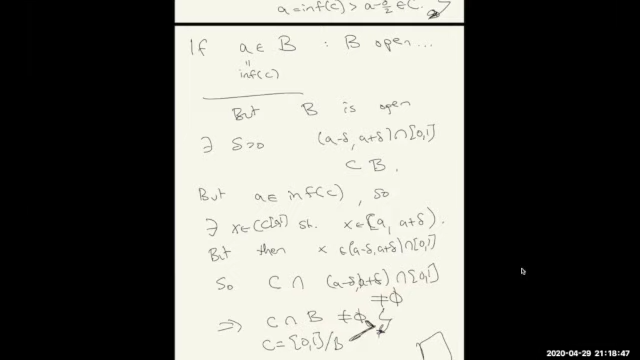 a = inf(C) > a - δ/2 ∈ C.
If a ∈ B : B open...
"
inf(C)
But B is open
∃ δ>0 (a-δ, a+δ) ∩ [0,1]
⊂ B.
But a ∈ inf(C), so
∃ x ∈ C st. x ∈ [a, a+δ).
But then x ∈ (a-δ, a+δ) ∩ [0,1]
So C ∩ (a-δ, a+δ) ∩ [0,1]
≠ ∅
⇒ C ∩ B ≠ ∅
C = [0,1] / B
2020-04-29 21:18:47